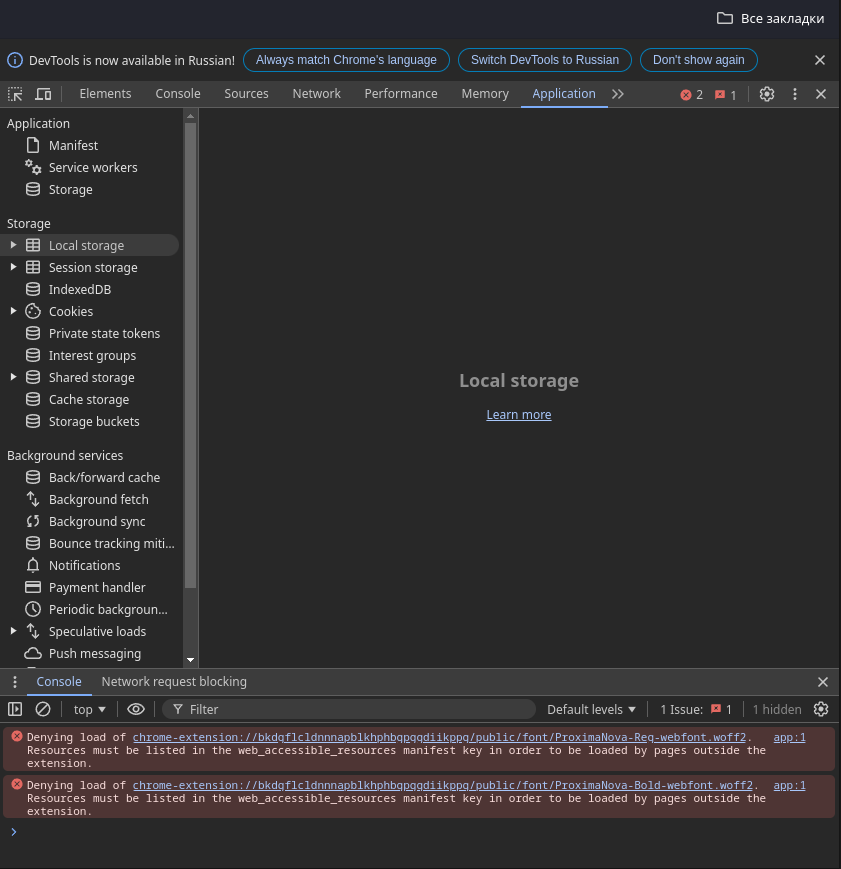 Все закладки
DevTools is now available in Russian! Always match Chrome's language Switch DevTools to Russian Don't show again
Elements Console Sources Network Performance Memory Application 2 1
Application
Manifest
Service workers
Storage
Storage
Local storage
Session storage
IndexedDB
Cookies
Private state tokens
Interest groups
Shared storage
Cache storage
Storage buckets
Background services
Back/forward cache
Background fetch
Background sync
Bounce tracking miti...
Notifications
Payment handler
Periodic backgroun...
Speculative loads
Push messaging
Local storage
Learn more
Console Network request blocking
top Filter Default levels 1 Issue: 1 1 hidden
Denying load of chrome-extension://bkdgflcldnnnapblkhphbgpggdiikppg/public/font/ProximaNova-Reg-webfont.woff2. app:1
Resources must be listed in the web_accessible_resources manifest key in order to be loaded by pages outside the
extension.
Denying load of chrome-extension://bkdgflcldnnnapblkhphbgpggdiikppg/public/font/ProximaNova-Bold-webfont.woff2. app:1
Resources must be listed in the web_accessible_resources manifest key in order to be loaded by pages outside the
extension.